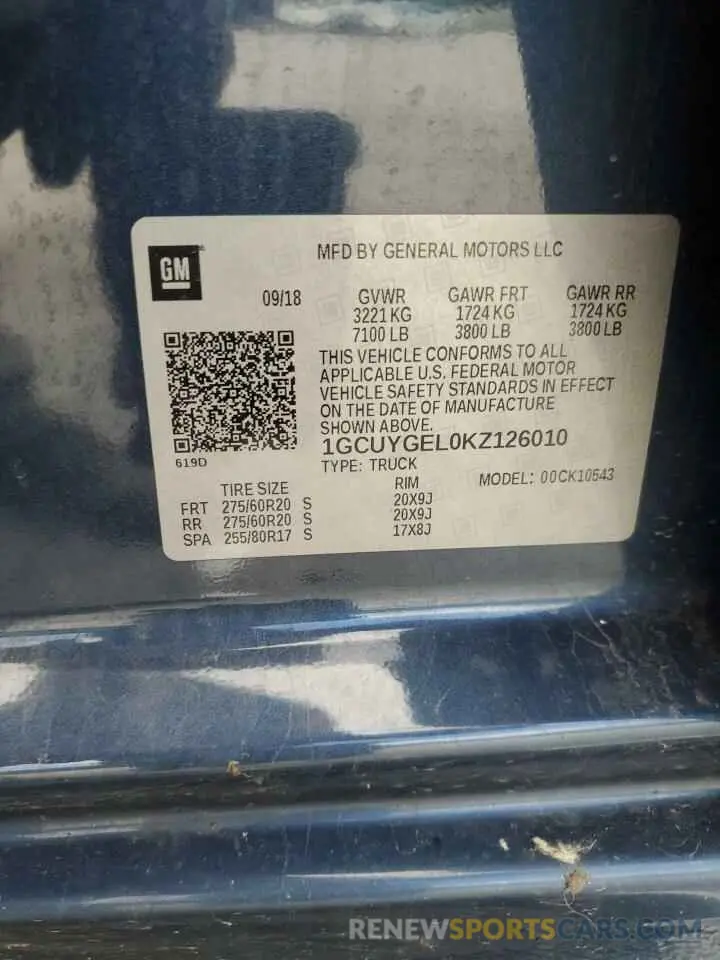 GM
MFD BY GENERAL MOTORS LLC
09/18 GVWR GAWR FRT GAWR RR
3221 KG 1724 KG 1724 KG
7100 LB 3800 LB 3800 LB
THIS VEHICLE CONFORMS TO ALL
APPLICABLE U.S. FEDERAL MOTOR
VEHICLE SAFETY STANDARDS IN EFFECT
ON THE DATE OF MANUFACTURE
SHOWN ABOVE.
1GCUYGEL0KZ126010
619D
TYPE: TRUCK
MODEL: 00CK10543
TIRE SIZE RIM
FRT 275/60R20 S 20X9J
RR 275/60R20 S 20X9J
SPA 255/80R17 S 17X8J
RENEWSPORTSCARS.COM